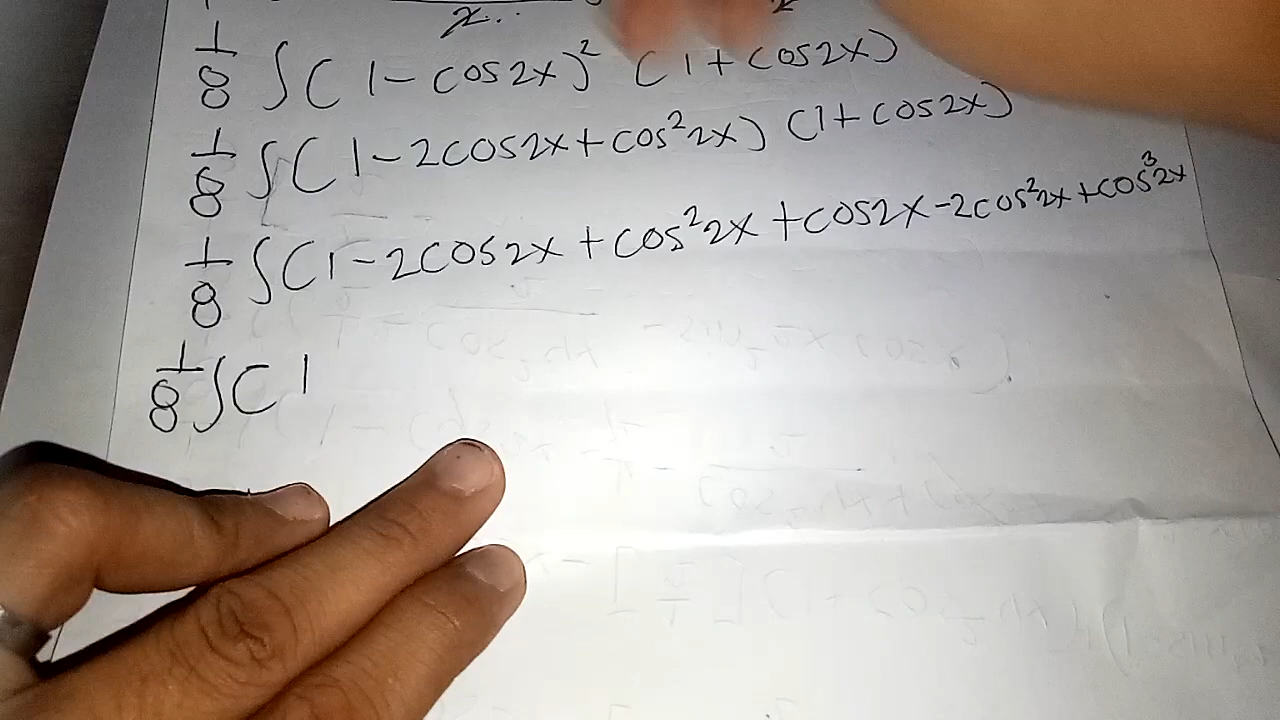 2
1/8 ∫( 1 - cos2x)² (1 + cos2x)
1/8 ∫( 1 - 2cos2x + cos²2x) (1 + cos2x)
1/8 ∫(1 - 2cos2x + cos²2x + cos2x - 2cos²2x + cos³2x
1/8 ∫( 1